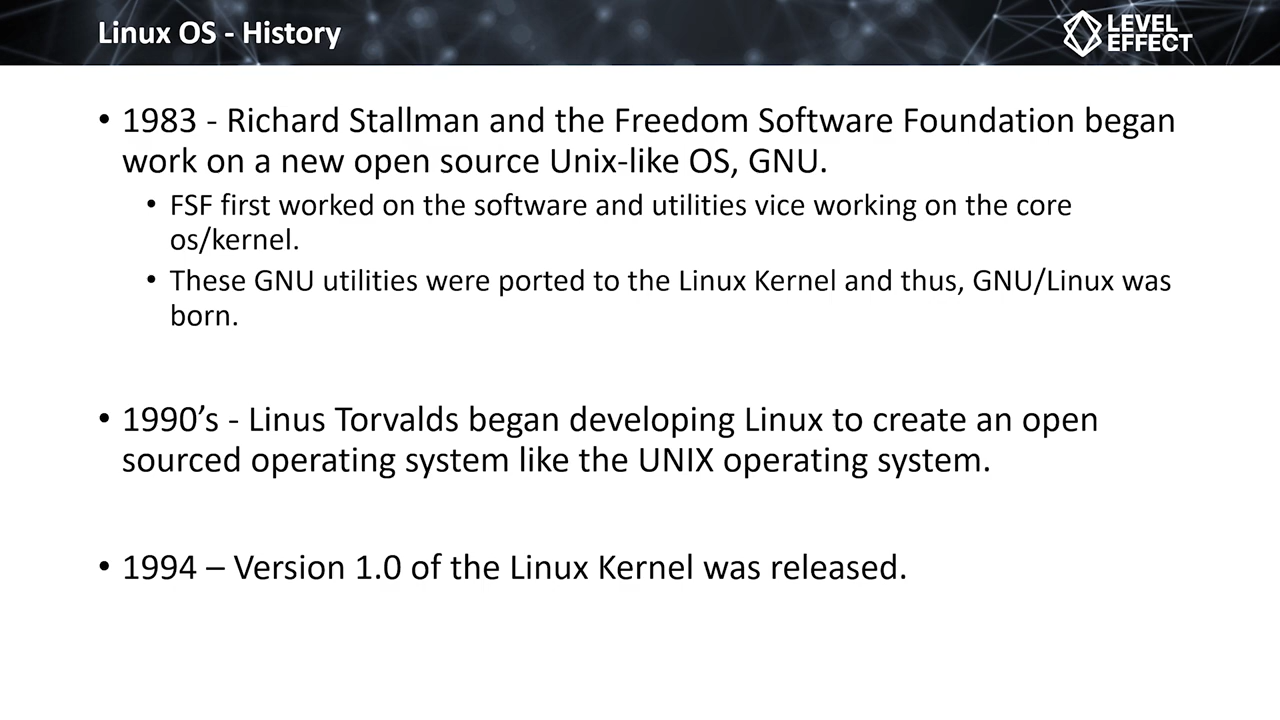 Linux OS - History
LEVEL
EFFECT
• 1983 - Richard Stallman and the Freedom Software Foundation began
work on a new open source Unix-like OS, GNU.
• FSF first worked on the software and utilities vice working on the core
os/kernel.
• These GNU utilities were ported to the Linux Kernel and thus, GNU/Linux was
born.
• 1990’s - Linus Torvalds began developing Linux to create an open
sourced operating system like the UNIX operating system.
• 1994 – Version 1.0 of the Linux Kernel was released.